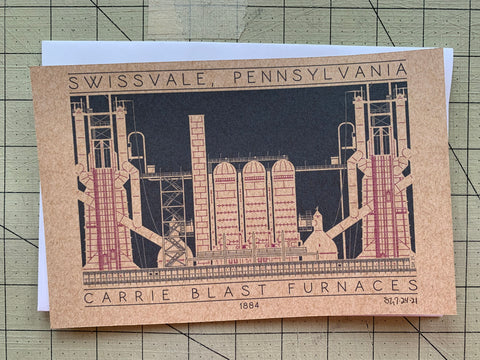 SWISSVALE, PENNSYLVANIA
CARRIE BLAST FURNACES
1884